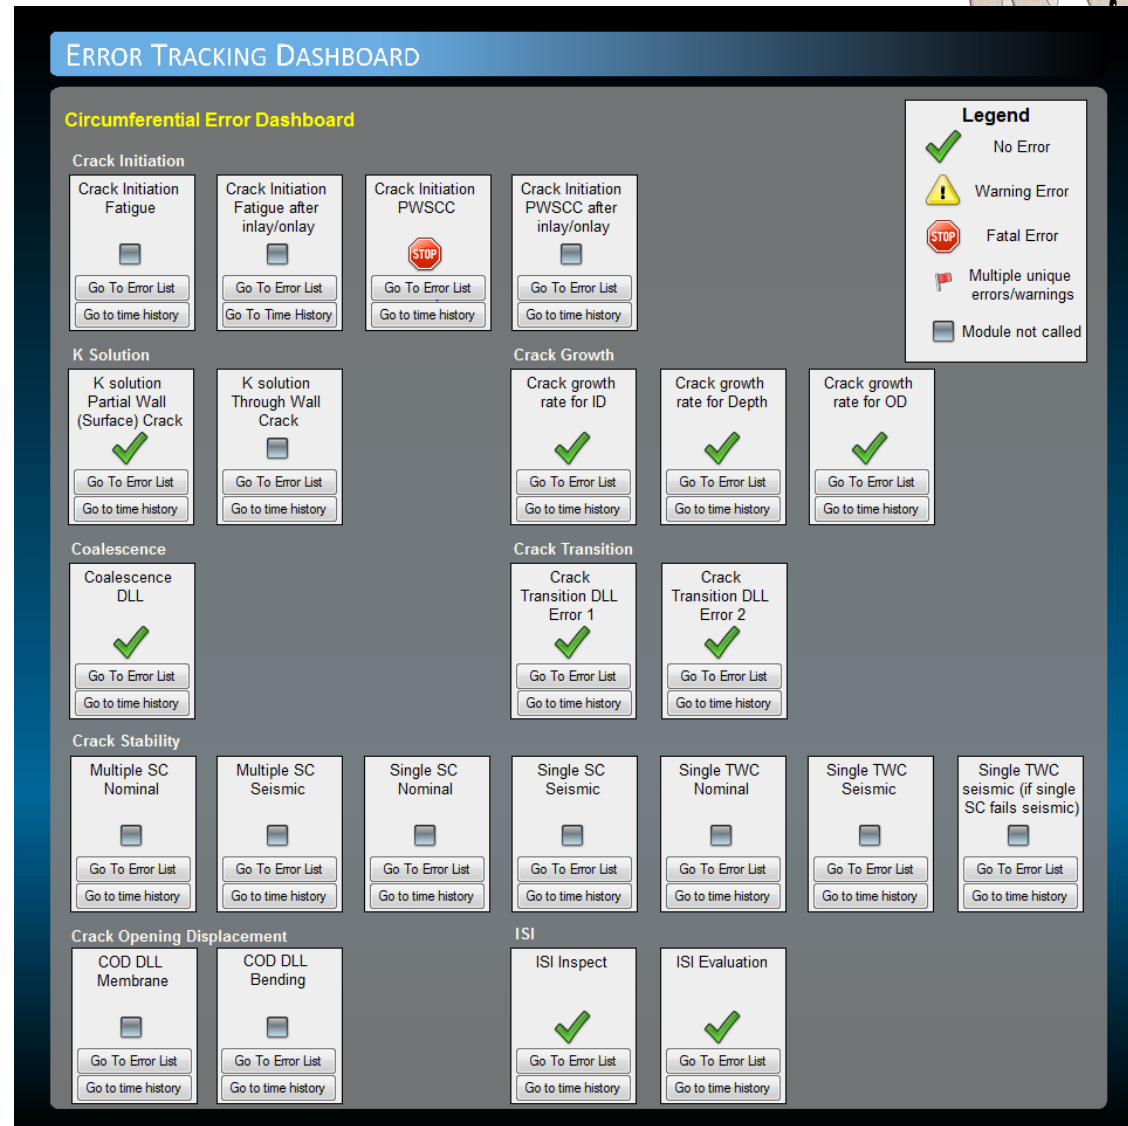 ERROR TRACKING DASHBOARD
Circumferential Error Dashboard
Legend
No Error
Warning Error
STOP
Fatal Error
Multiple unique
errors/warnings
Module not called
Crack Initiation
Crack Initiation
Fatigue
Go To Error List
Go to time history
Crack Initiation
Fatigue after
inlay/onlay
Go To Error List
Go To Time History
Crack Initiation
PWSCC
STOP
Go To Error List
Go to time history
Crack Initiation
PWSCC after
inlay/onlay
Go To Error List
Go to time history
K Solution
K solution
Partial Wall
(Surface) Crack
Go To Error List
Go to time history
K solution
Through Wall
Crack
Go To Error List
Go to time history
Crack Growth
Crack growth
rate for ID
Go To Error List
Go to time history
Crack growth
rate for Depth
Go To Error List
Go to time history
Crack growth
rate for OD
Go To Error List
Go to time history
Coalescence
Coalescence
DLL
Go To Error List
Go to time history
Crack Transition
Crack
Transition DLL
Error 1
Go To Error List
Go to time history
Crack
Transition DLL
Error 2
Go To Error List
Go to time history
Crack Stability
Multiple SC
Nominal
Go To Error List
Go to time history
Multiple SC
Seismic
Go To Error List
Go to time history
Single SC
Nominal
Go To Error List
Go to time history
Single SC
Seismic
Go To Error List
Go to time history
Single TWC
Nominal
Go To Error List
Go to time history
Single TWC
Seismic
Go To Error List
Go to time history
Single TWC
seismic (if single
SC fails seismic)
Go To Error List
Go to time history
Crack Opening Displacement
COD DLL
Membrane
Go To Error List
Go to time history
COD DLL
Bending
Go To Error List
Go to time history
ISI
ISI Inspect
Go To Error List
Go to time history
ISI Evaluation
Go To Error List
Go to time history